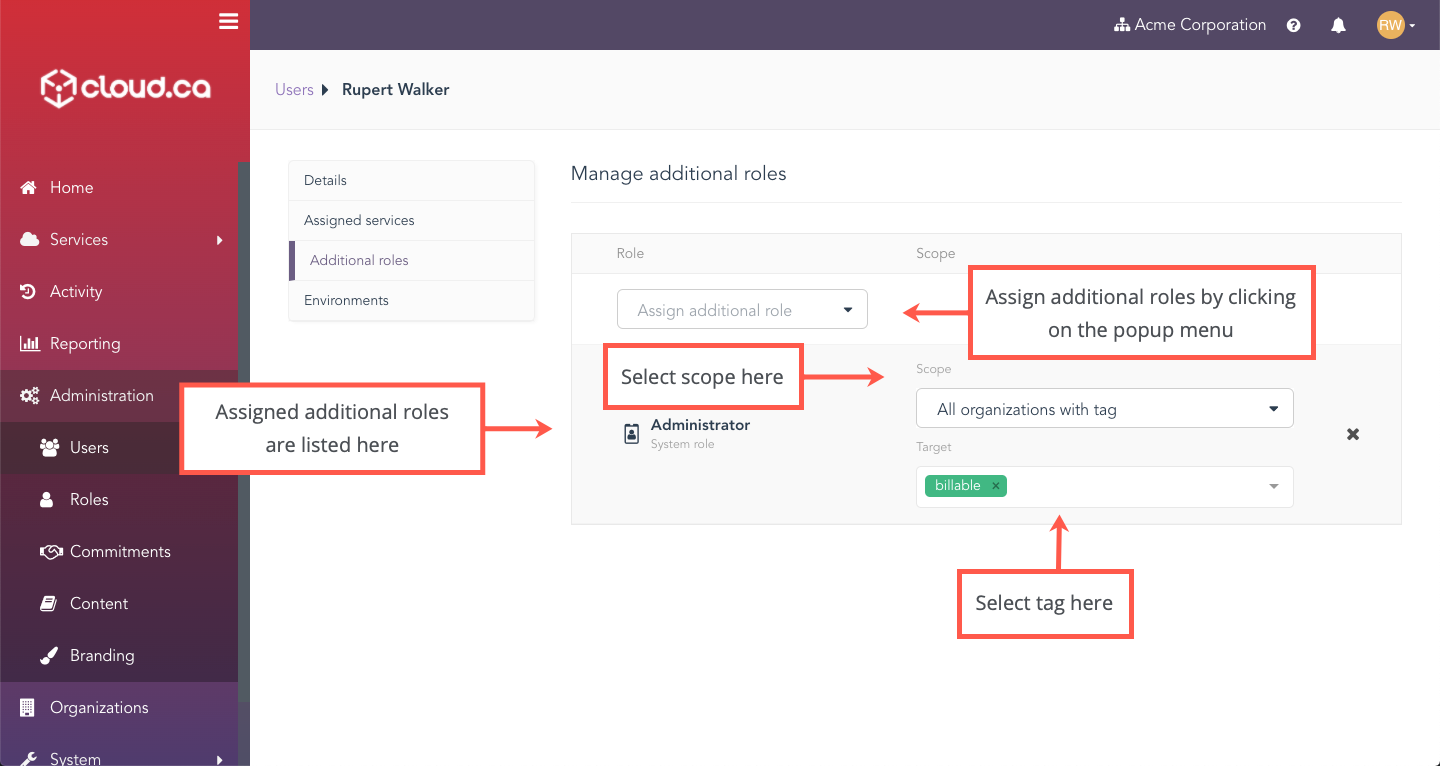 Acme Corporation
RW
cloud.ca
Users
Rupert Walker
Home
Services
Activity
Reporting
Administration
Users
Roles
Commitments
Content
Branding
Organizations
System
Details
Assigned services
Additional roles
Environments
Manage additional roles
Role
Scope
Assign additional role
Assign additional roles by clicking
on the popup menu
Select scope here
Scope
All organizations with tag
Assigned additional roles
are listed here
Administrator
System role
Target
billable ×
Select tag here